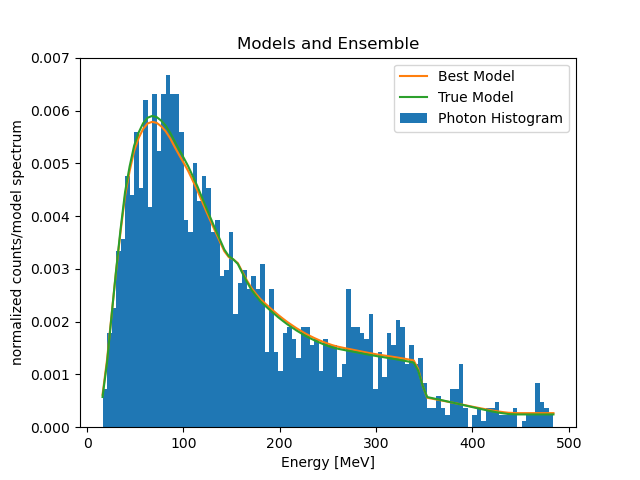 Models and Ensemble
Best Model
True Model
Photon Histogram
normalized counts/model spectrum
0.007
0.006
0.005
0.004
0.003
0.002
0.001
0.000
0 100 200 300 400 500
Energy [MeV]